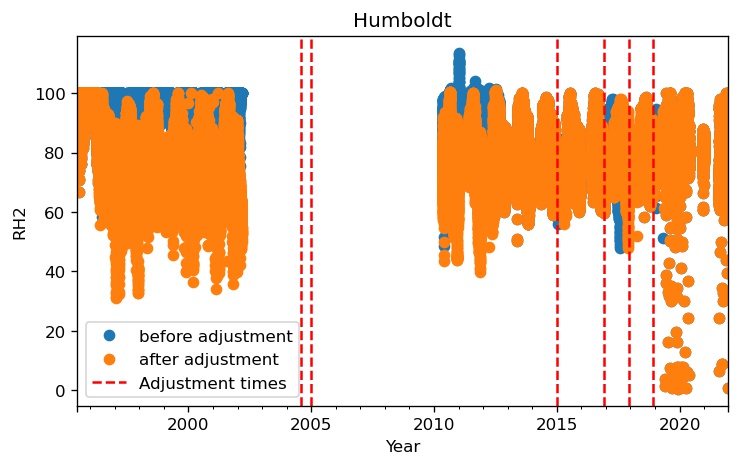 Humboldt
RH2
100
80
60
40
20
0
before adjustment
after adjustment
Adjustment times
2000
2005
2010
2015
2020
Year